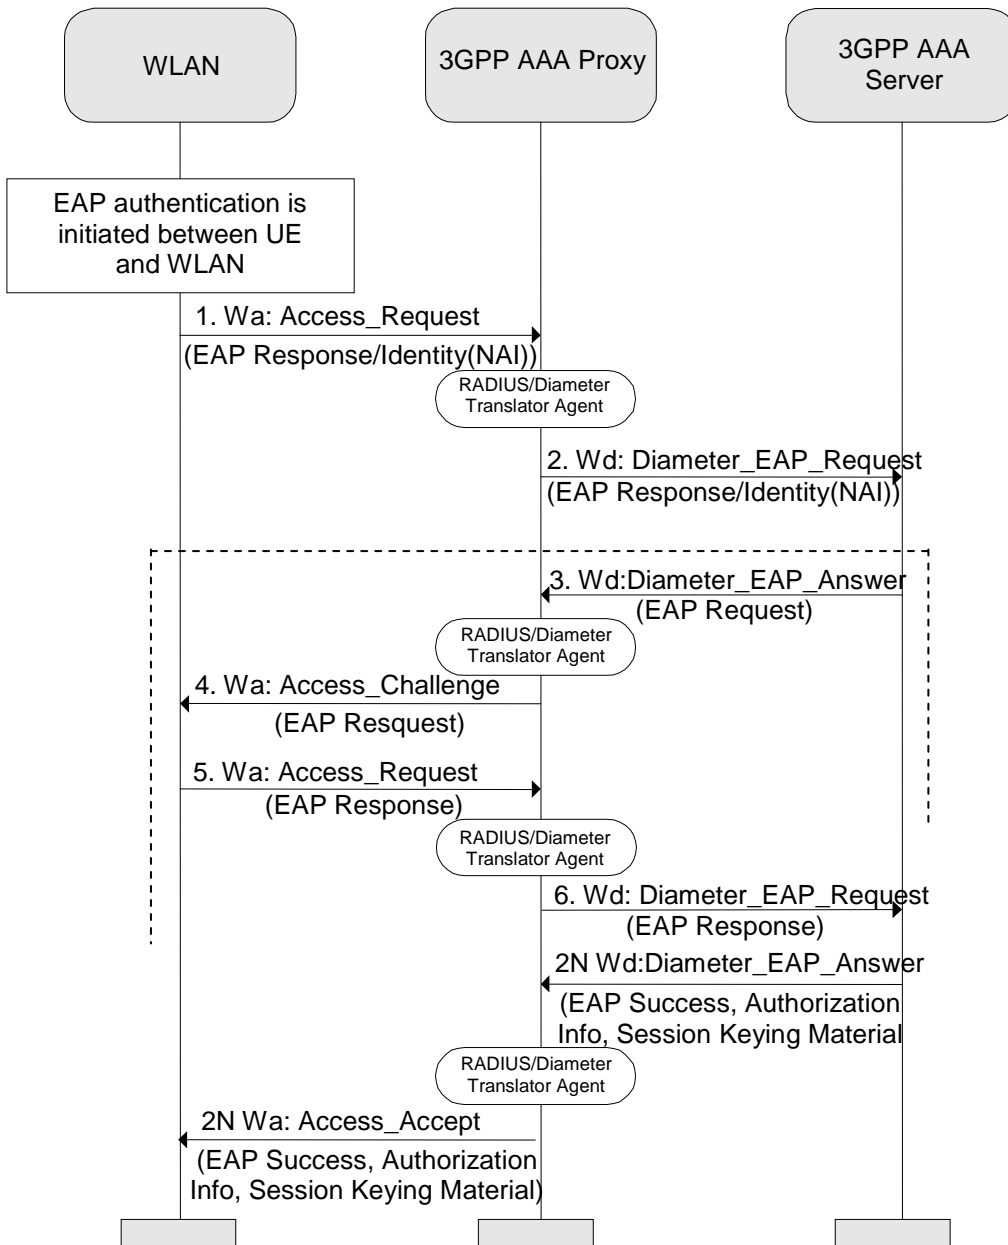 WLAN
3GPP AAA Proxy
3GPP AAA
Server
EAP authentication is
initiated between UE
and WLAN
1. Wa: Access_Request
(EAP Response/Identity(NAI))
RADIUS/Diameter
Translator Agent
2. Wd: Diameter_EAP_Request
(EAP Response/Identity(NAI))
3. Wd:Diameter_EAP_Answer
(EAP Request)
RADIUS/Diameter
Translator Agent
4. Wa: Access_Challenge
(EAP Resquest)
5. Wa: Access_Request
(EAP Response)
RADIUS/Diameter
Translator Agent
6. Wd: Diameter_EAP_Request
(EAP Response)
2N Wd:Diameter_EAP_Answer
(EAP Success, Authorization
Info, Session Keying Material
RADIUS/Diameter
Translator Agent
2N Wa: Access_Accept
(EAP Success, Authorization
Info, Session Keying Material)